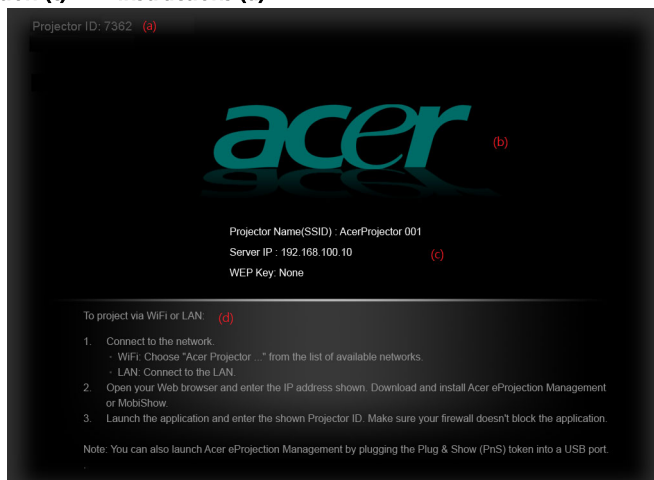 Projector ID: 7362 (a)
acer
(b)
Projector Name(SSID) : AcerProjector 001
Server IP : 192.168.100.10
(c)
WEP Key: None
To project via WiFi or LAN: (d)
1. Connect to the network.
◦ WiFi: Choose "Acer Projector ..." from the list of available networks.
◦ LAN: Connect to the LAN.
2. Open your Web browser and enter the IP address shown. Download and install Acer eProjection Management
or MobiShow.
3. Launch the application and enter the shown Projector ID. Make sure your firewall doesn't block the application.
Note: You can also launch Acer eProjection Management by plugging the Plug & Show (PnS) token into a USB port.
.